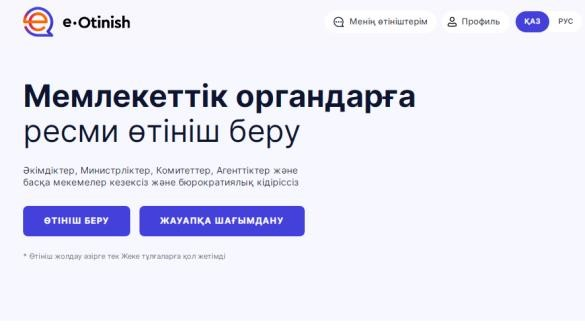 e·Otinish
Менің өтініштерім
Профиль
ҚАЗ
РУС
Мемлекеттік органдарға
ресми өтініш беру
Әкімдіктер, Министрліктер, Комитеттер, Агенттіктер және
басқа мекемелер кезексіз және бюрократиялық кідіріссіз
ӨТІНІШ БЕРУ
ЖАУАПҚА ШАҒЫМДАНУ
* Өтініш жолдау әзірге тек Жеке тұлғаларға қол жетімді